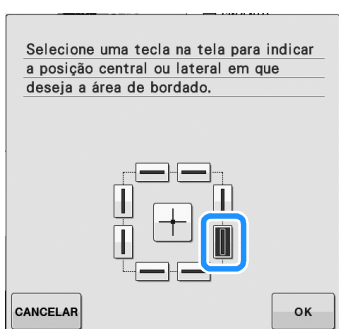 Selecione uma tecla na tela para indicar
a posição central ou lateral em que
deseja a área de bordado.
CANCELAR
OK